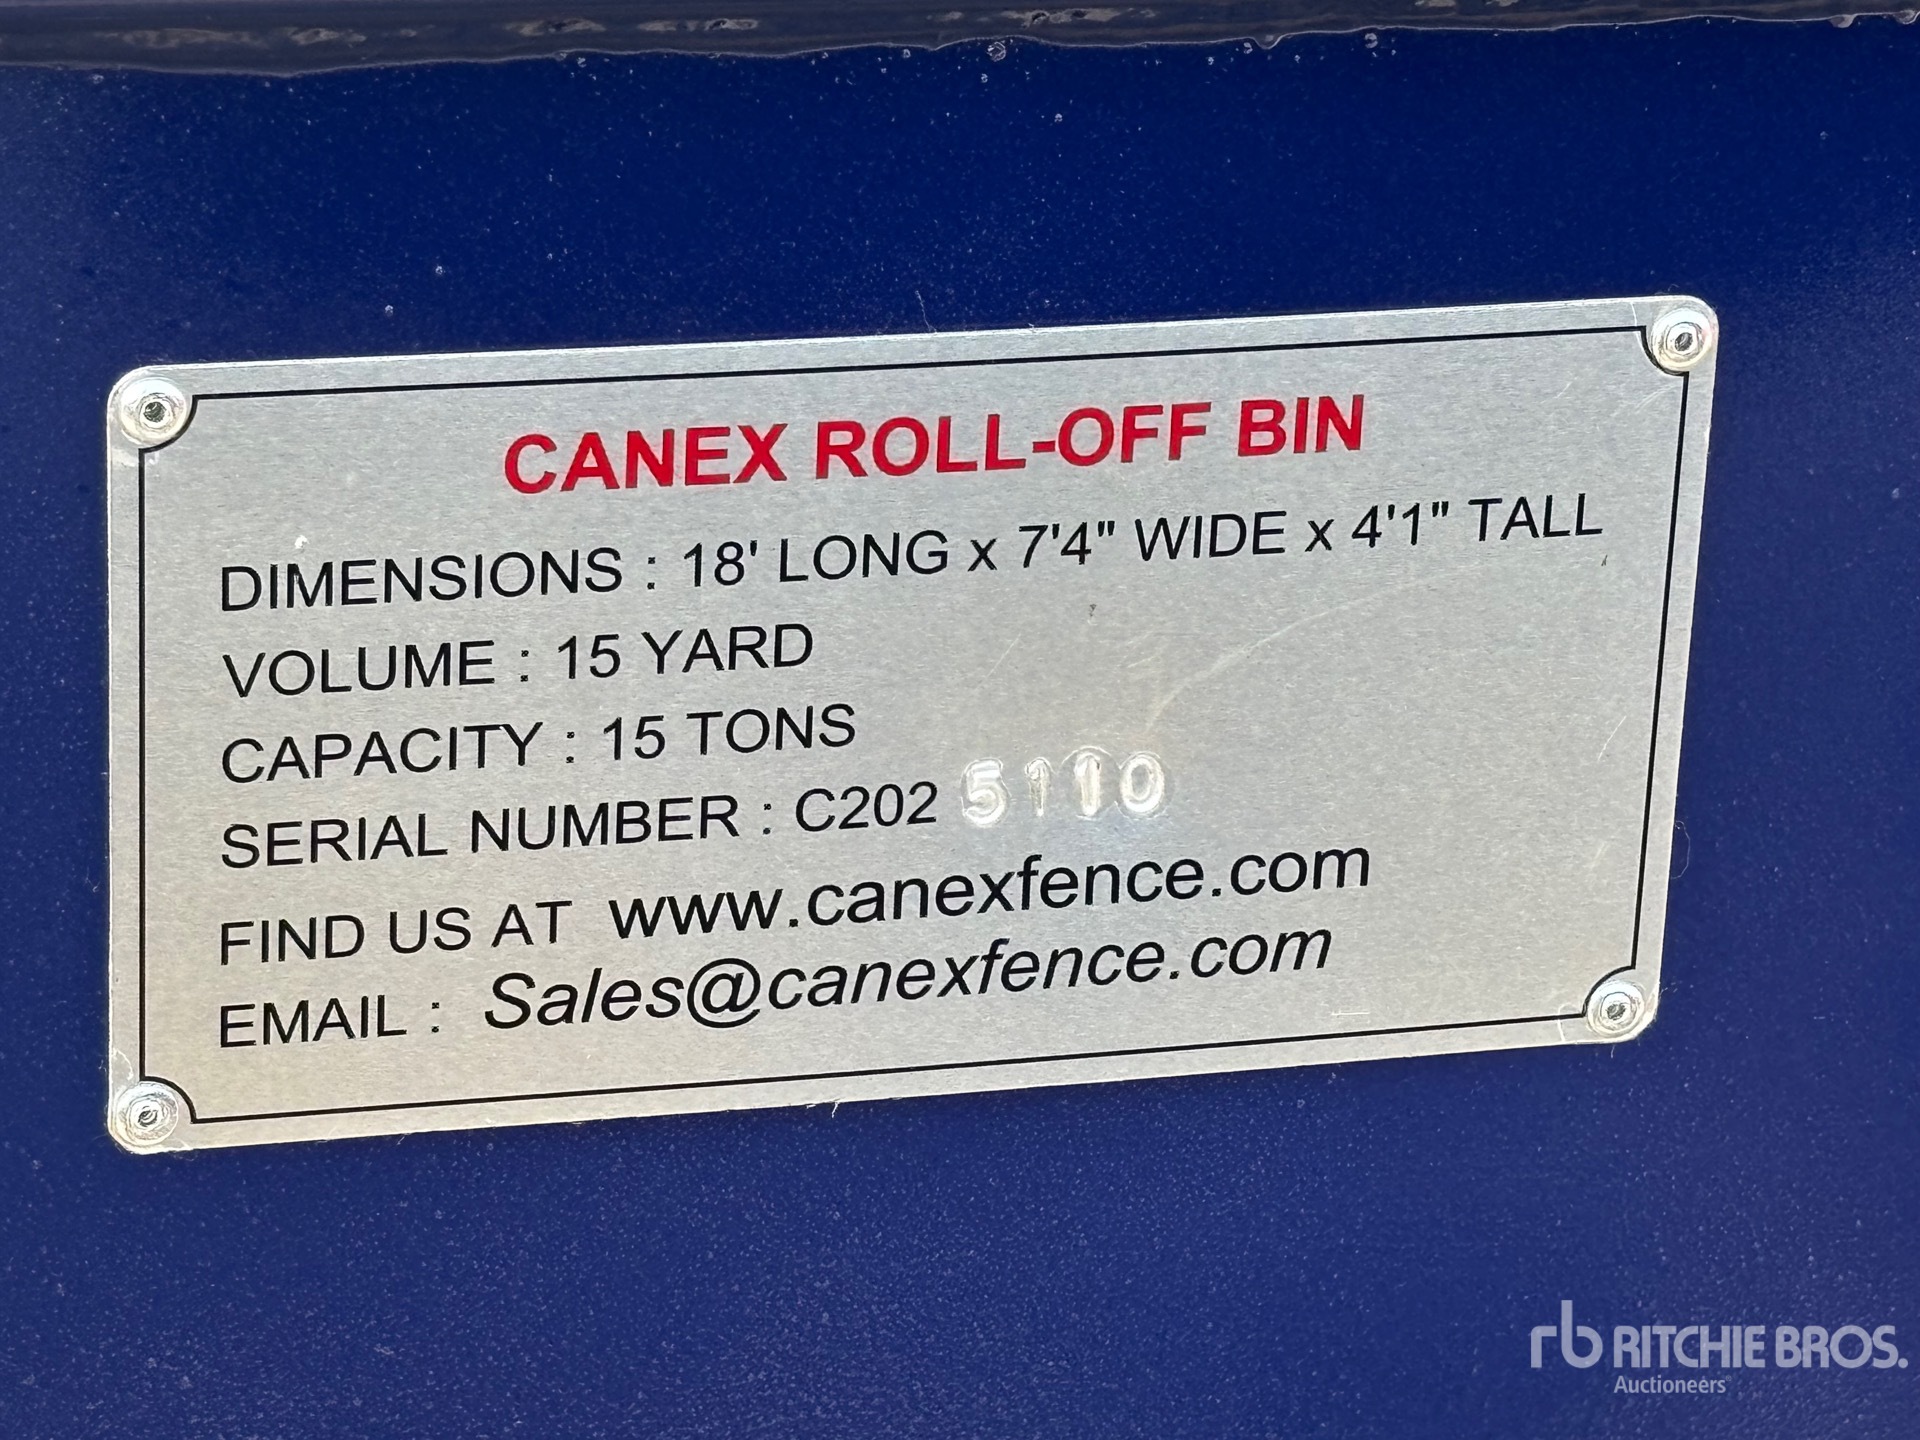 CANEX ROLL-OFF BIN
DIMENSIONS : 18' LONG x 7'4" WIDE x 4'1" TALL
VOLUME : 15 YARD
CAPACITY : 15 TONS
SERIAL NUMBER : C202 5110
FIND US AT www.canexfence.com
EMAIL : Sales@canexfence.com
rb RITCHIE BROS.
Auctioneers